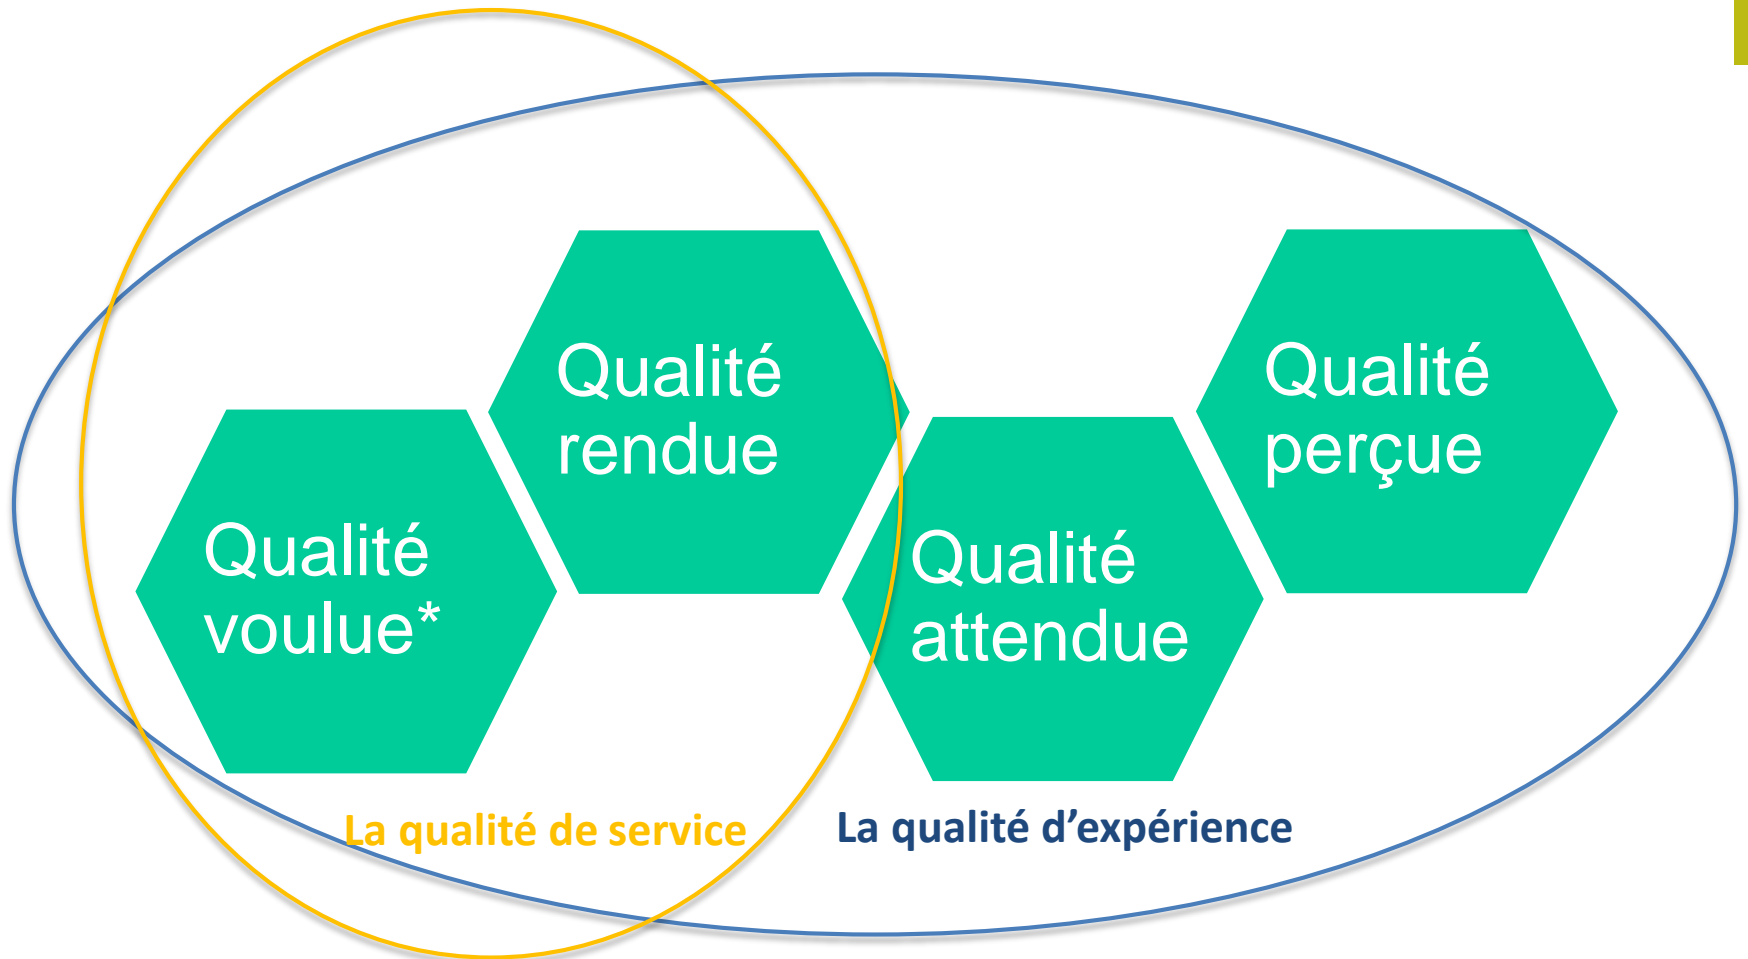 Qualité
voulue*
Qualité
rendue
Qualité
attendue
Qualité
perçue
La qualité de service
La qualité d’expérience